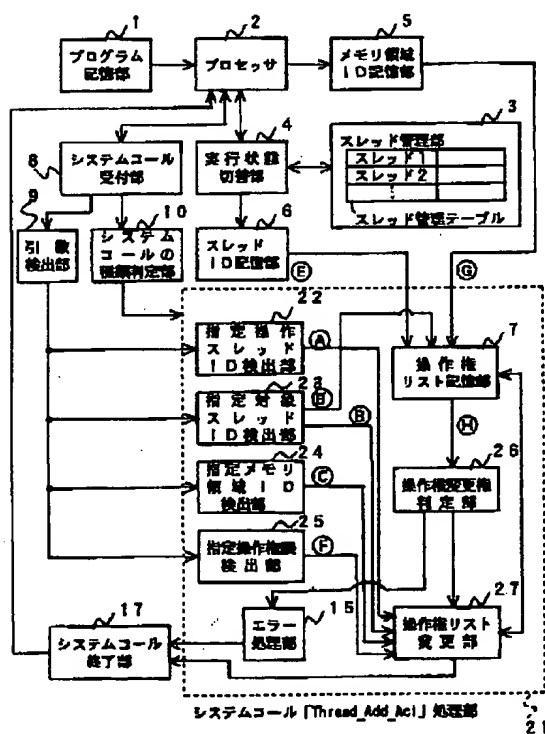 1
プログラム
記憶部
2
プロセッサ
5
メモリ領域
ID記憶部
3
スレッド管理部
スレッド1
スレッド2
スレッド管理テーブル
4
実行状態
切替部
8
システムコール
受付部
9
引数
検出部
10
システム
コールの
種類判定部
6
スレッド
ID記憶部
E
G
22
指定操作
スレッド
ID検出部
A
23
指定対象
スレッド
ID検出部
B
B
24
指定メモリ
領域ID
検出部
C
25
指定操作権限
検出部
F
7
操作権
リスト記憶部
H
26
操作権変更権
判定部
27
操作権リスト
変更部
15
エラー
処理部
17
システムコール
終了部
システムコール「Thread_Add_Acl」処理部
21